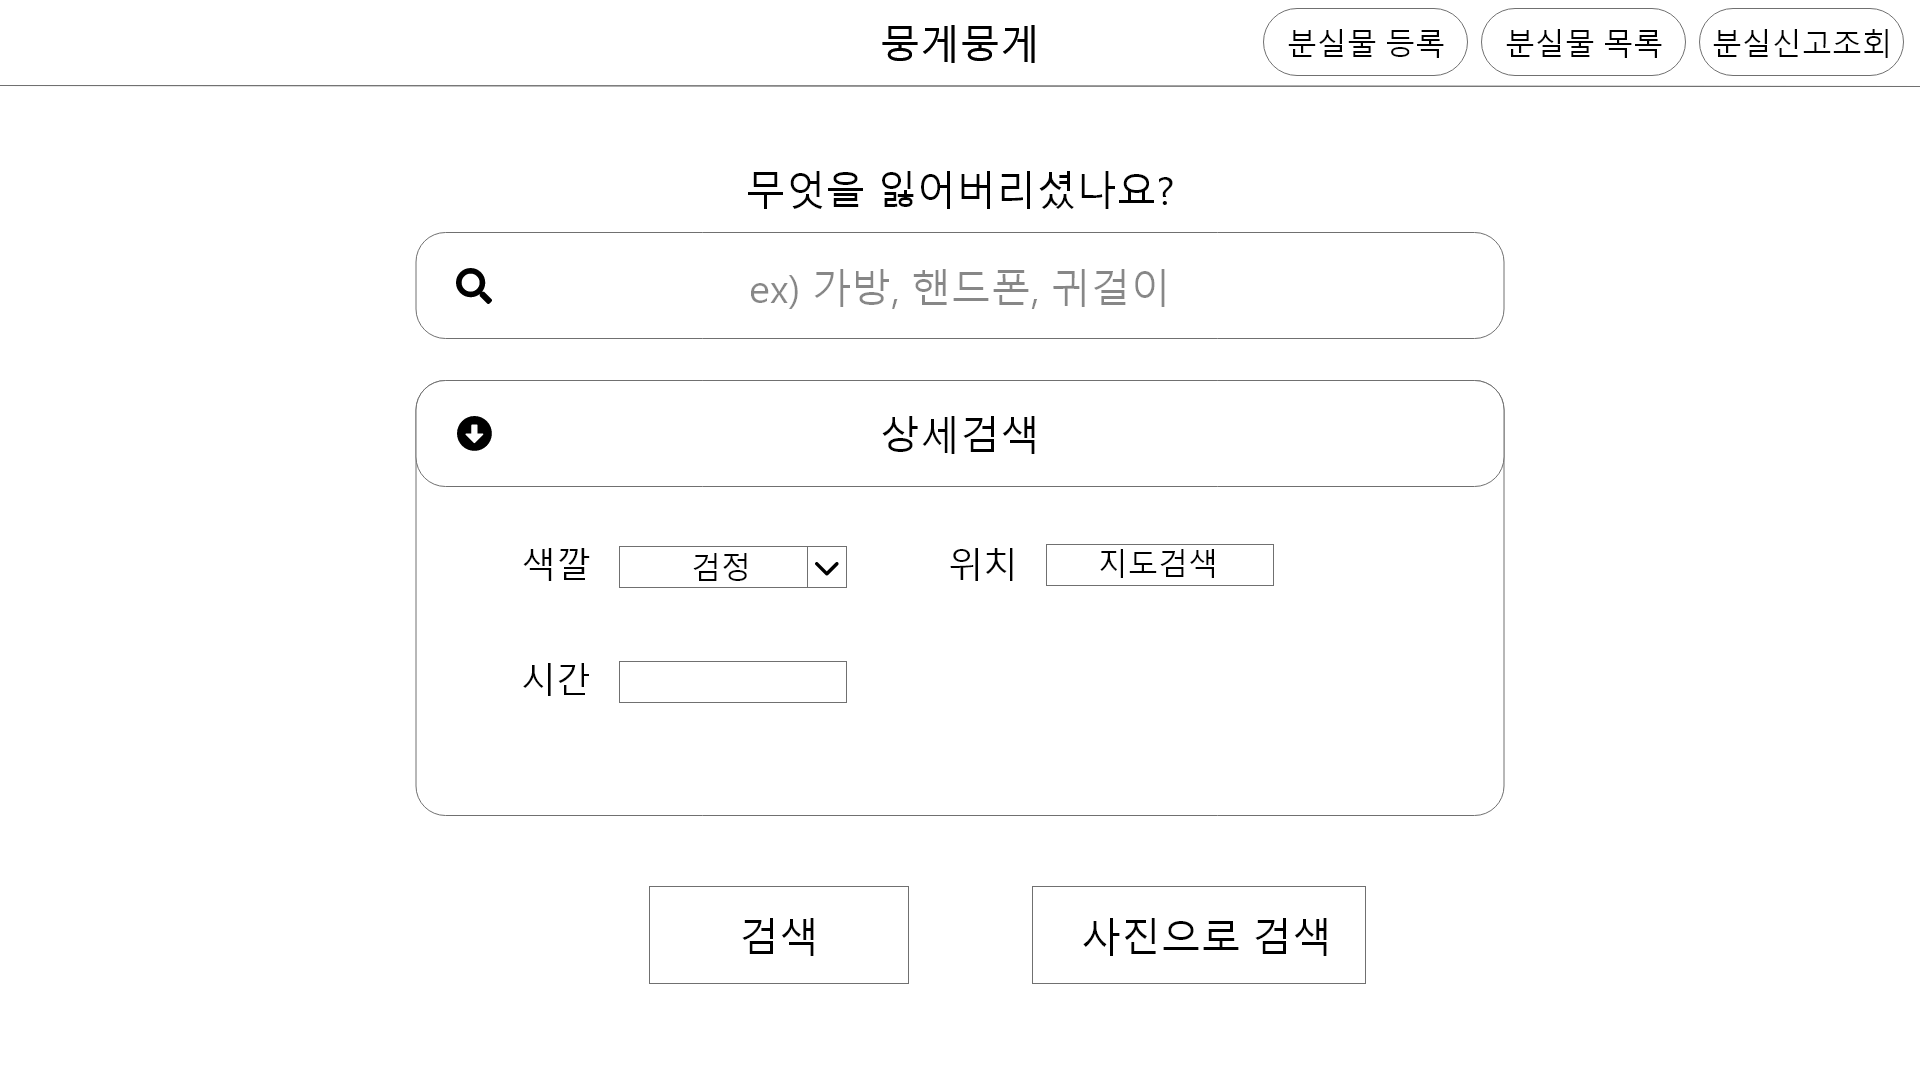 뭉게뭉게
분실물 등록
분실물 목록
분실신고조회
무엇을 잃어버리셨나요?
ex) 가방, 핸드폰, 귀걸이
상세검색
색깔 검정
위치 지도검색
시간
검색
사진으로 검색